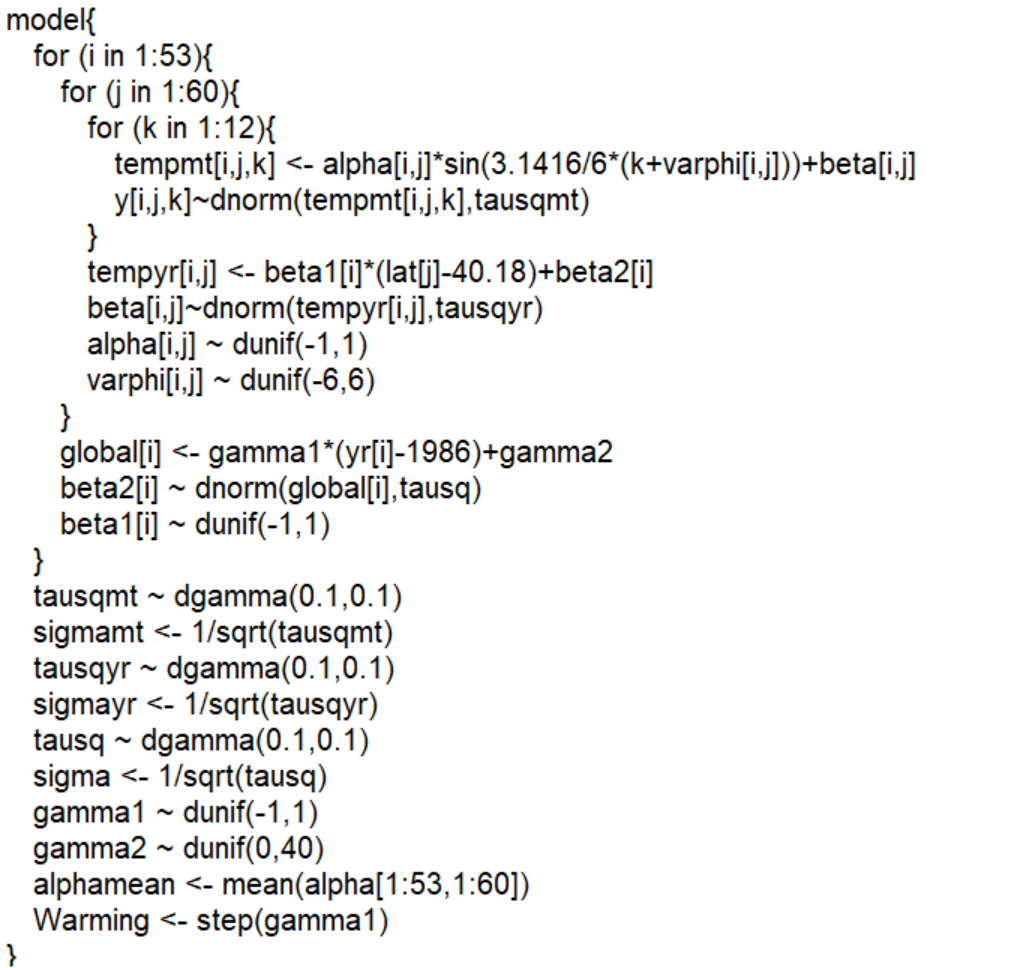 model{
for (i in 1:53){
for (j in 1:60){
for (k in 1:12){
tempmt[i,j,k] <- alpha[i,j]*sin(3.1416/6*(k+varphi[i,j]))+beta[i,j]
y[i,j,k]~dnorm(tempmt[i,j,k],tausqmt)
}
tempyr[i,j] <- beta1[i]*(lat[j]-40.18)+beta2[i]
beta[i,j]~dnorm(tempyr[i,j],tausqyr)
alpha[i,j] ~ dunif(-1,1)
varphi[i,j] ~ dunif(-6,6)
}
global[i] <- gamma1*(yr[i]-1986)+gamma2
beta2[i] ~ dnorm(global[i],tausq)
beta1[i] ~ dunif(-1,1)
}
tausqmt ~ dgamma(0.1,0.1)
sigmamt <- 1/sqrt(tausqmt)
tausqyr ~ dgamma(0.1,0.1)
sigmayr <- 1/sqrt(tausqyr)
tausq ~ dgamma(0.1,0.1)
sigma <- 1/sqrt(tausq)
gamma1 ~ dunif(-1,1)
gamma2 ~ dunif(0,40)
alphamean <- mean(alpha[1:53,1:60])
Warming <- step(gamma1)
}